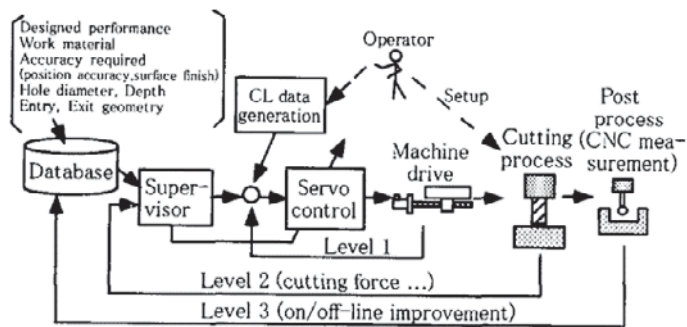 Designed performance
Work material
Accuracy required
(position accuracy,surface finish)
Hole diameter, Depth
Entry, Exit geometry
Operator
CL data
generation
Setup
Post
process
(CNC mea-
surement)
Cutting
process
Machine
drive
Database
Super-
visor
Servo
control
Level 1
Level 2 (cutting force ...)
Level 3 (on/off-line improvement)